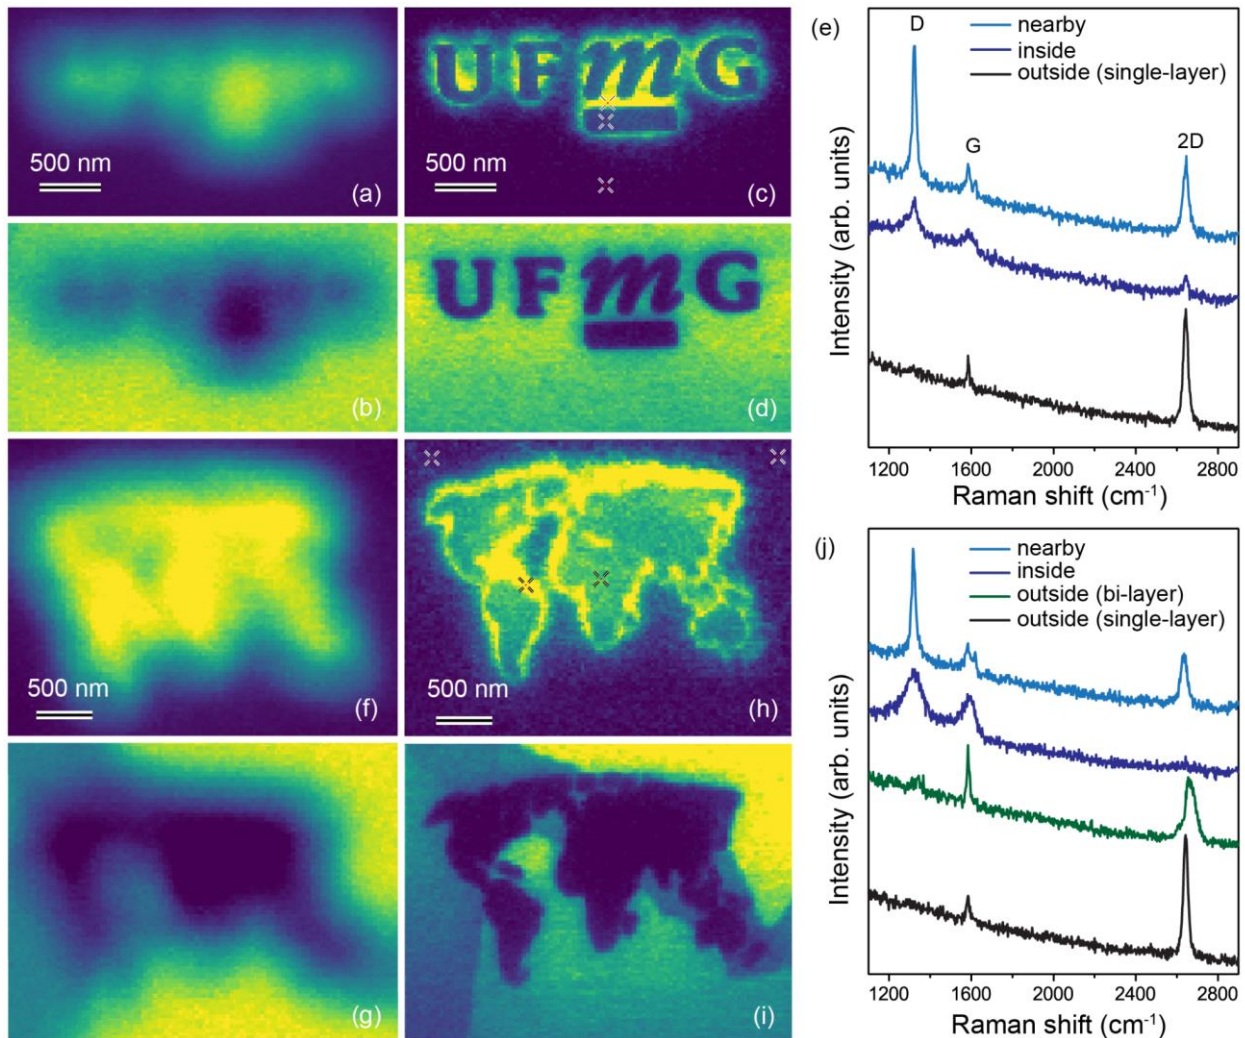 500 nm
(a)
UFmG
500 nm
(c)
(b)
(d)
(e)
D
G
2D
nearby
inside
outside (single-layer)
Intensity (arb. units)
1200 1600 2000 2400 2800
Raman shift (cm⁻¹)
500 nm
(f)
500 nm
(h)
UFmG
(g)
(i)
(j)
nearby
inside
outside (bi-layer)
outside (single-layer)
Intensity (arb. units)
1200 1600 2000 2400 2800
Raman shift (cm⁻¹)